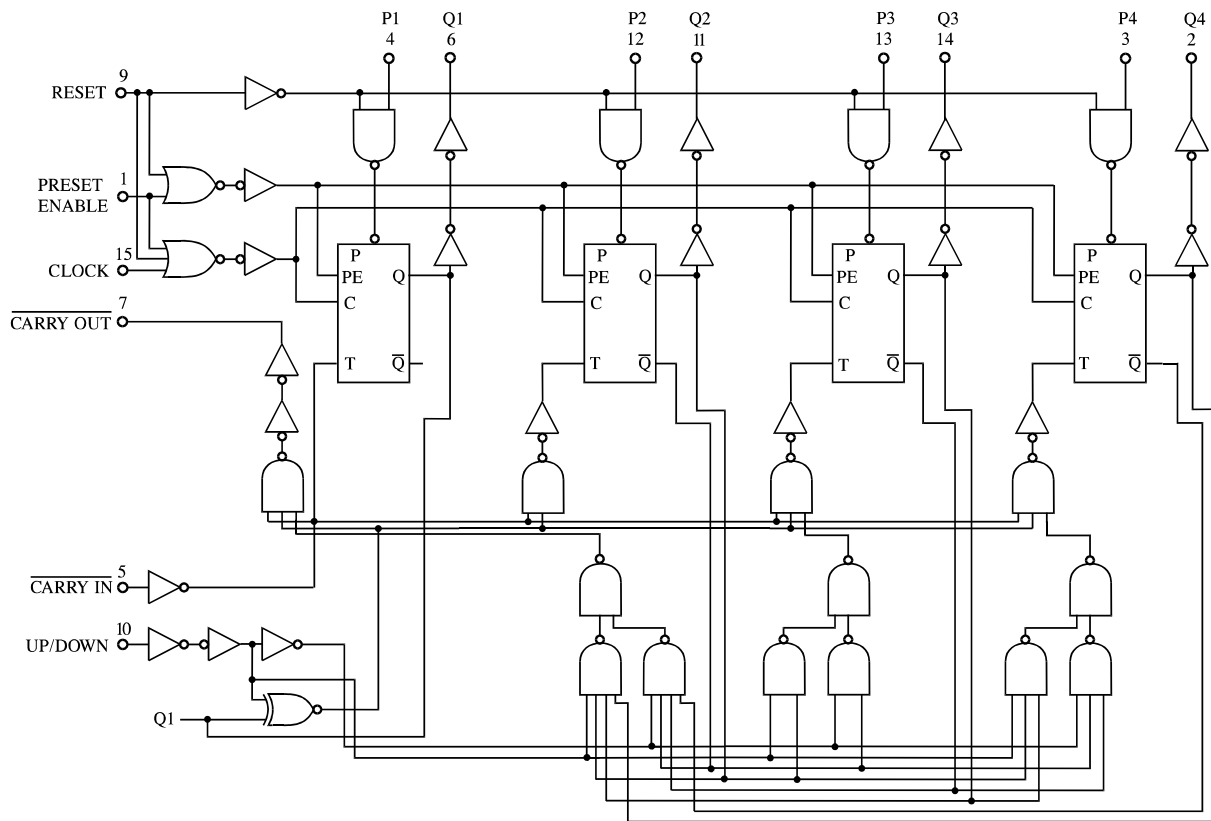 P1 Q1 P2 Q2 P3 Q3 P4 Q4
4 6 12 11 13 14 3 2
9
RESET
1
PRESET
ENABLE
15
CLOCK
7
CARRY OUT
P P P P
PE Q PE Q PE Q PE Q
C C C C
T Q T Q T Q T Q
5
CARRY IN
10
UP/DOWN
Q1